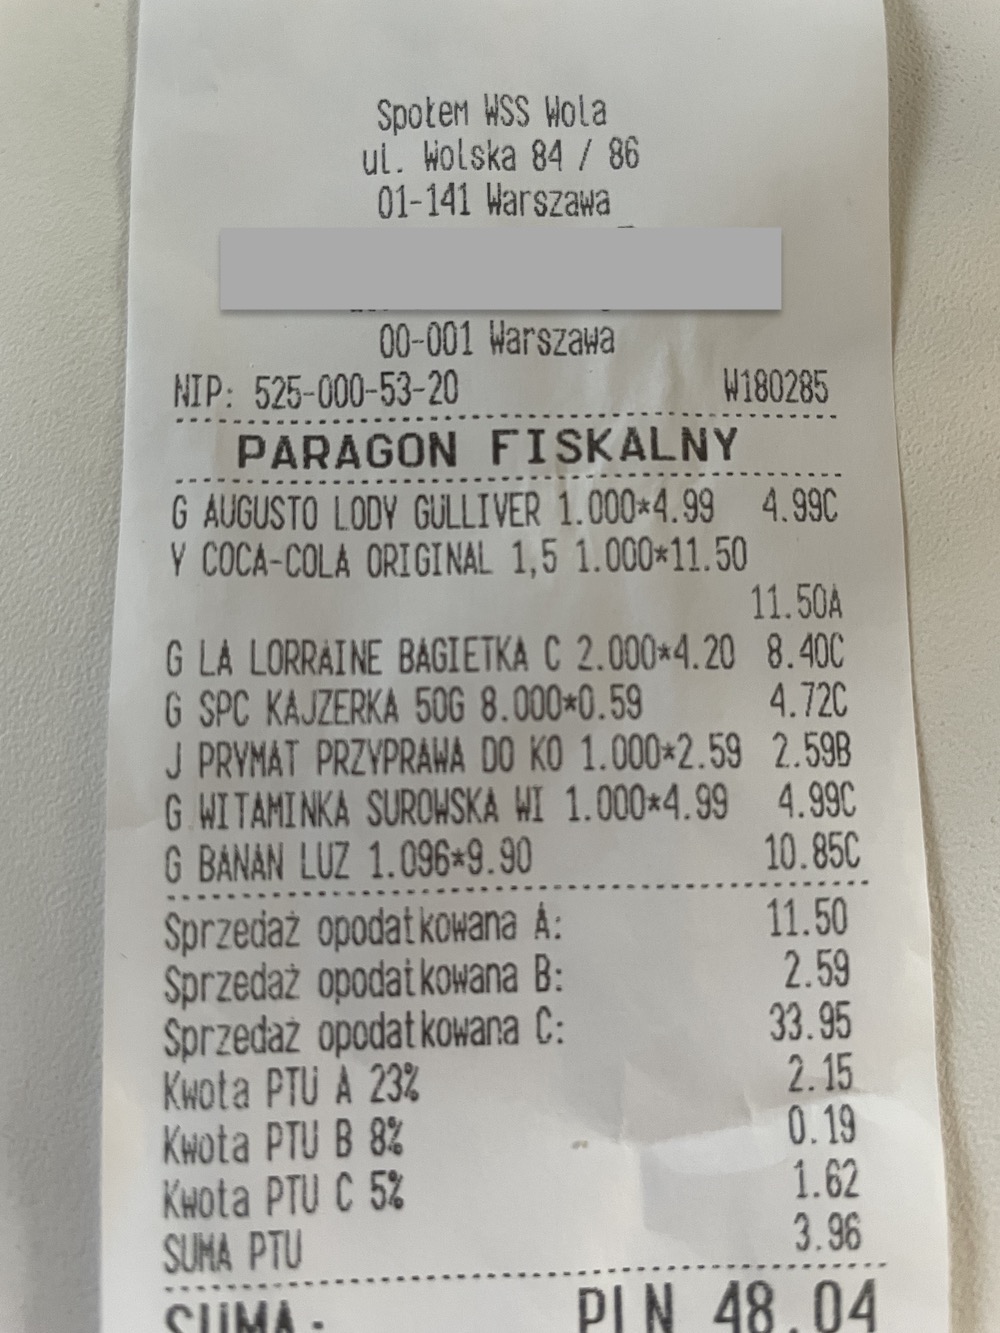 Społem WSS Wola
ul. Wolska 84 / 86
01-141 Warszawa
00-001 Warszawa
NIP: 525-000-53-20 W180285
PARAGON FISKALNY
G AUGUSTO LODY GULLIVER 1.000*4.99 4.99C
Y COCA-COLA ORIGINAL 1,5 1.000*11.50
11.50A
G LA LORRAINE BAGIETKA C 2.000*4.20 8.40C
G SPC KAJZERKA 50G 8.000*0.59 4.72C
J PRYMAT PRZYPRAWA DO KO 1.000*2.59 2.59B
G WITAMINKA SUROWSKA WI 1.000*4.99 4.99C
G BANAN LUZ 1.096*9.90 10.85C
Sprzedaż opodatkowana A: 11.50
Sprzedaż opodatkowana B: 2.59
Sprzedaż opodatkowana C: 33.95
Kwota PTU A 23% 2.15
Kwota PTU B 8% 0.19
Kwota PTU C 5% 1.62
SUMA PTU 3.96
SUMA: PLN 48.04